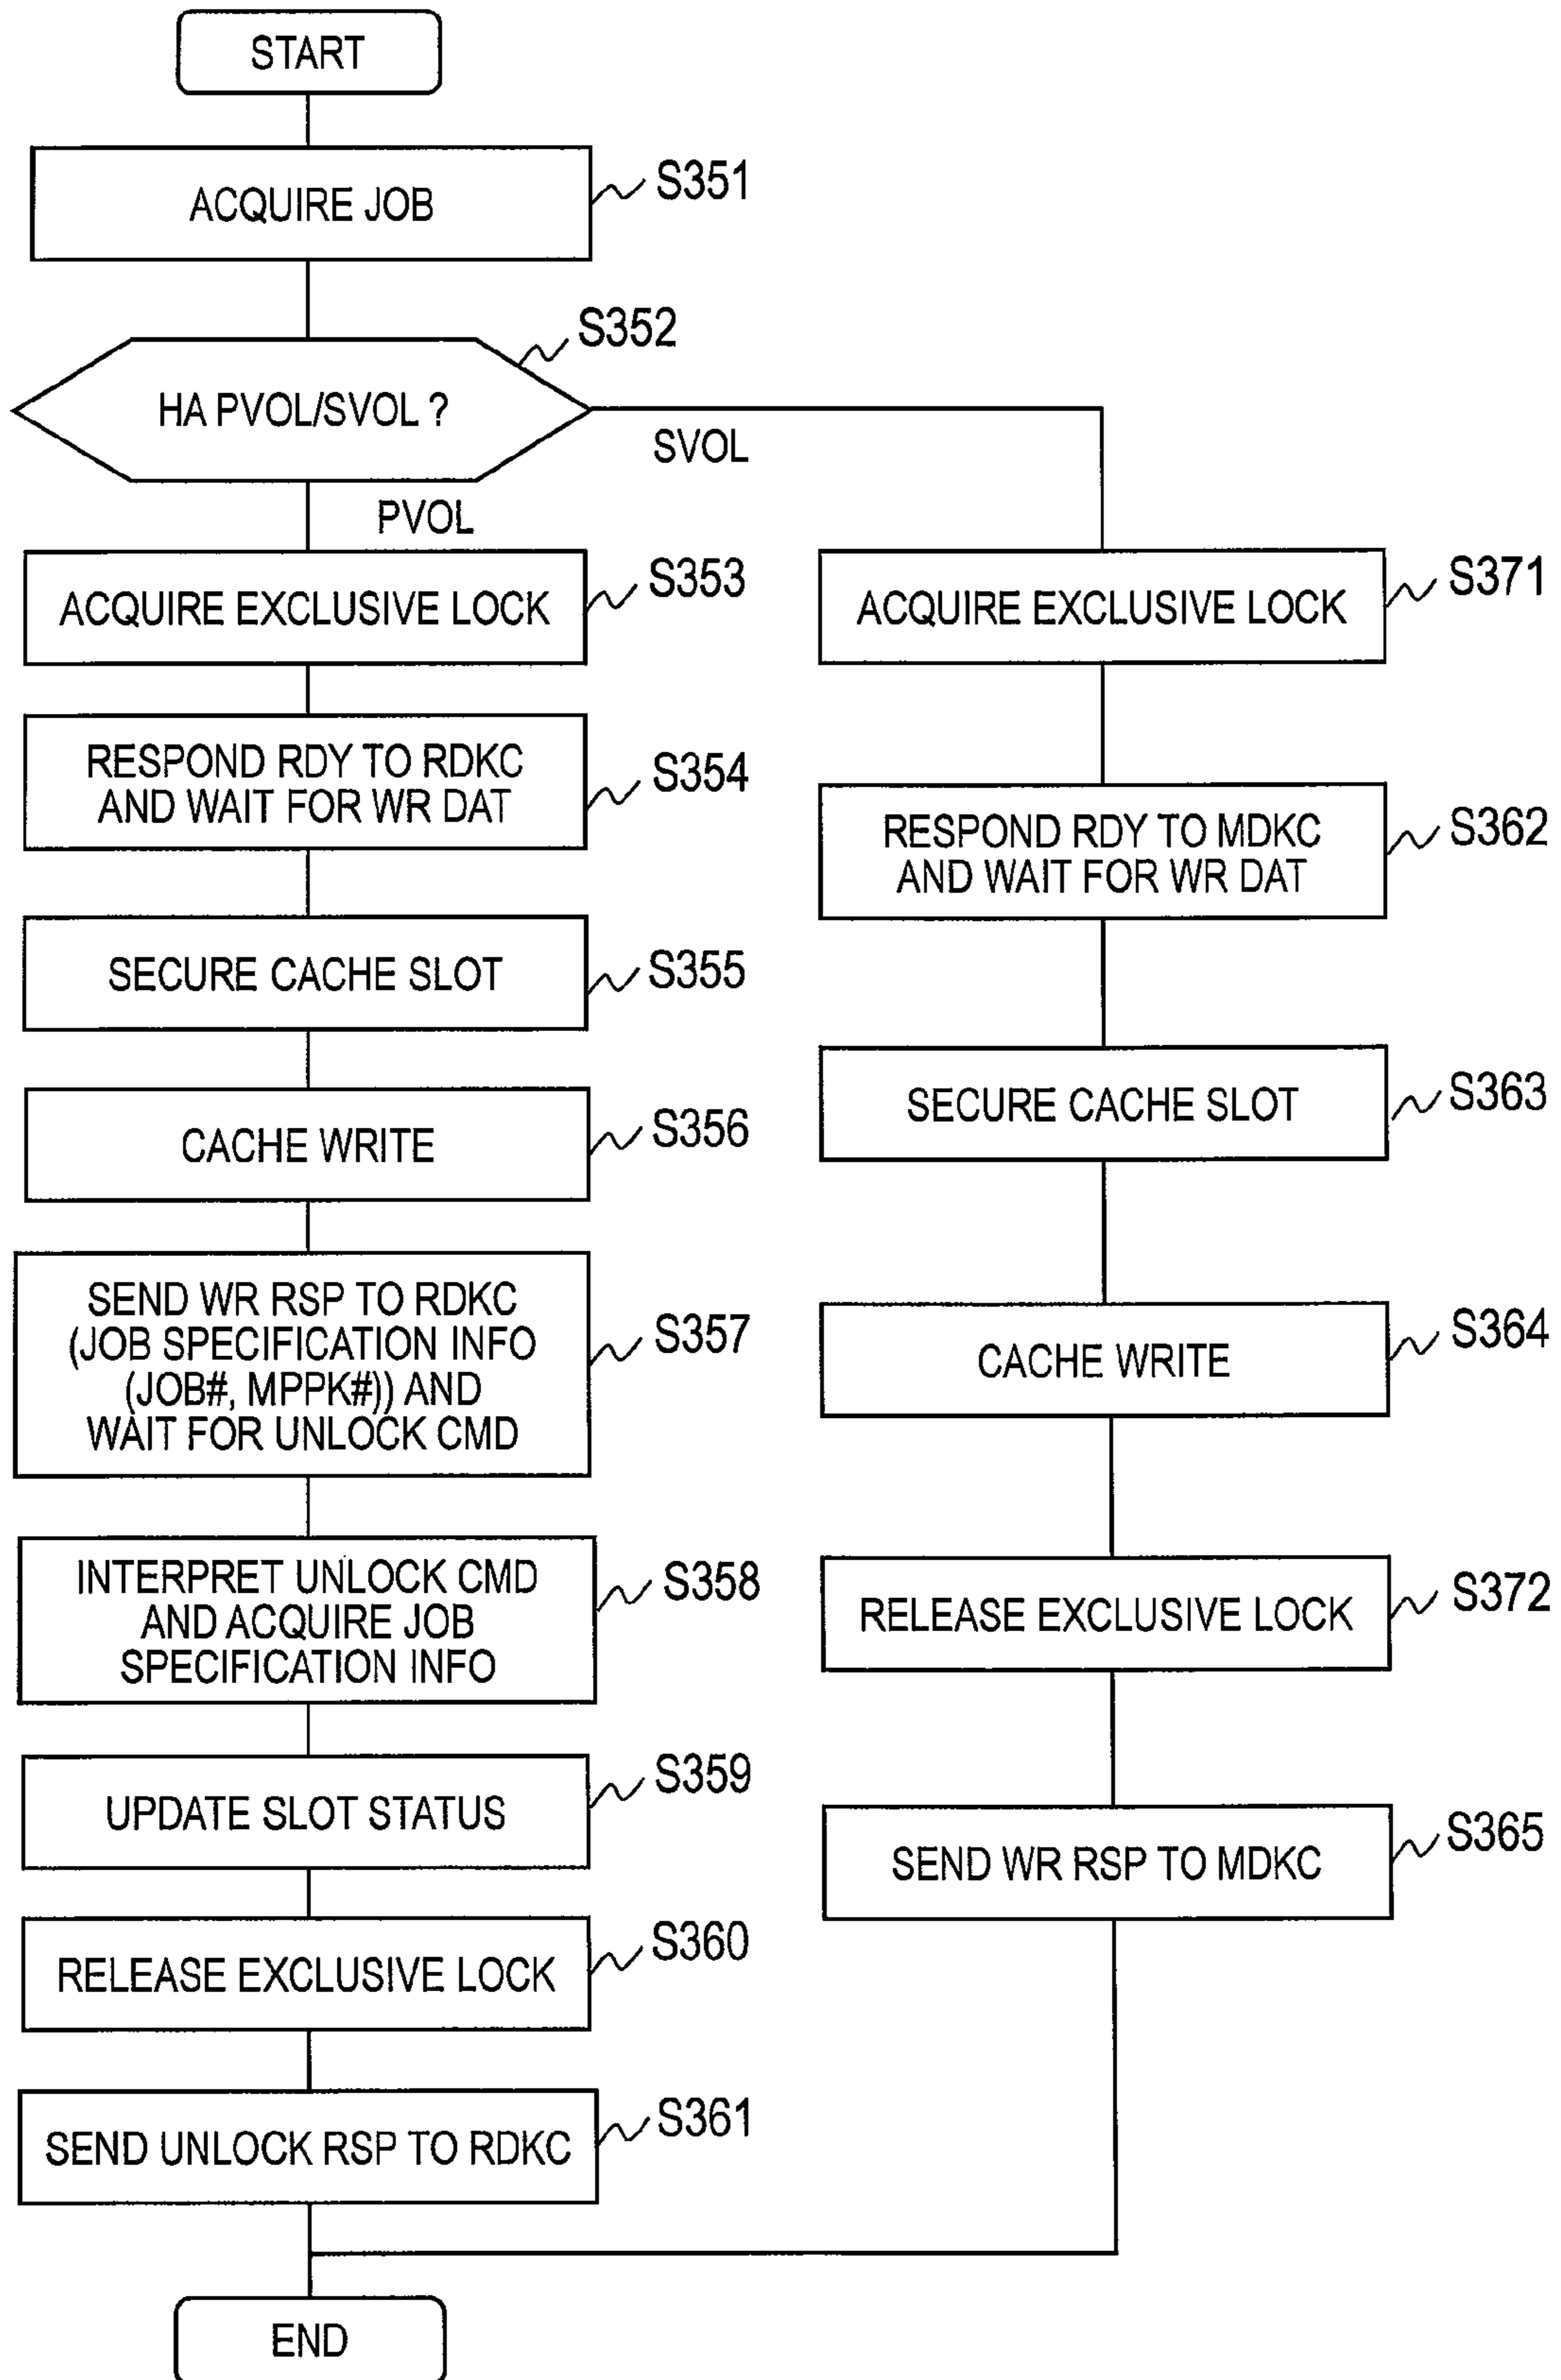 START
ACQUIRE JOB
S351
HA PVOL/SVOL ?
S352
SVOL
PVOL
ACQUIRE EXCLUSIVE LOCK
S353
RESPOND RDY TO RDKC
AND WAIT FOR WR DAT
S354
SECURE CACHE SLOT
S355
CACHE WRITE
S356
SEND WR RSP TO RDKC
(JOB SPECIFICATION INFO
(JOB#, MPPK#)) AND
WAIT FOR UNLOCK CMD
S357
INTERPRET UNLOCK CMD
AND ACQUIRE JOB
SPECIFICATION INFO
S358
UPDATE SLOT STATUS
S359
RELEASE EXCLUSIVE LOCK
S360
SEND UNLOCK RSP TO RDKC
S361
ACQUIRE EXCLUSIVE LOCK
S371
RESPOND RDY TO MDKC
AND WAIT FOR WR DAT
S362
SECURE CACHE SLOT
S363
CACHE WRITE
S364
RELEASE EXCLUSIVE LOCK
S372
SEND WR RSP TO MDKC
S365
END